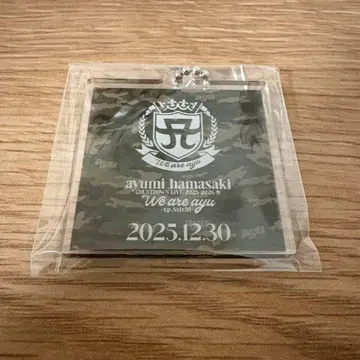 We are ayu
ayumi hamasaki
COUNTDOWN LIVE 2025-2026
We are ayu
2025.12.30